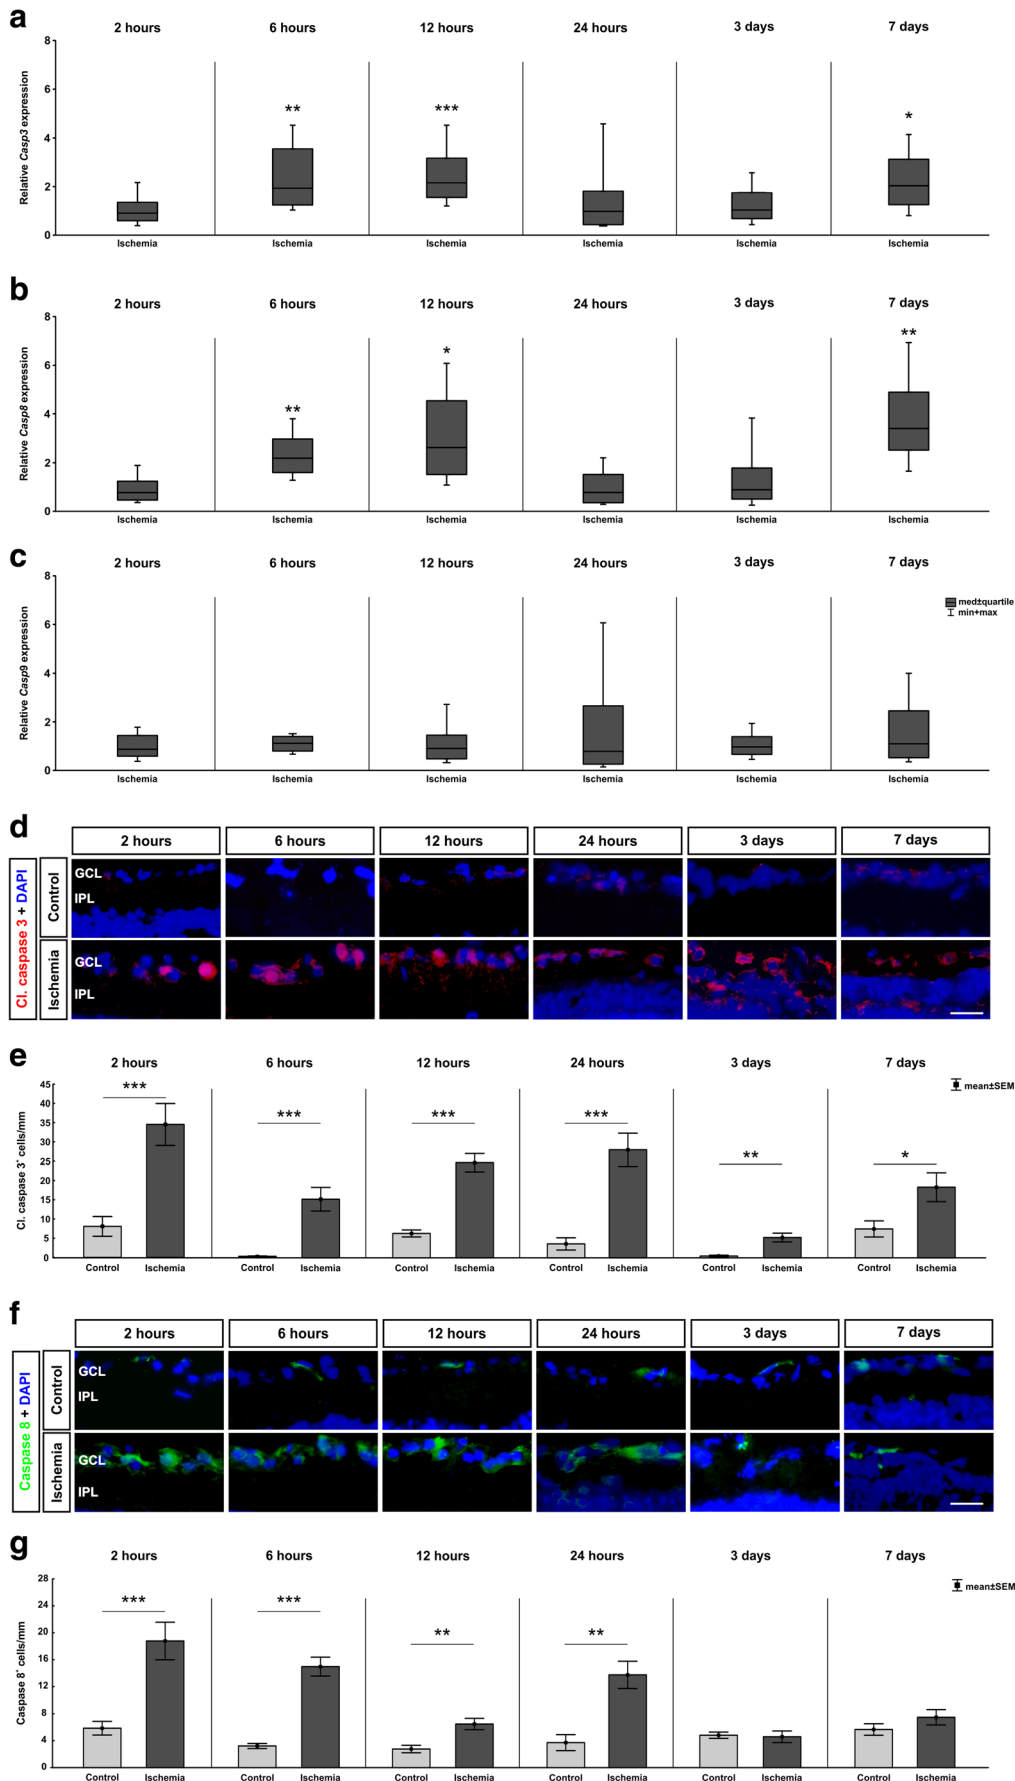 a
2 hours 6 hours 12 hours 24 hours 3 days 7 days
Relative Casp3 expression
8
6
4
2
0
** *** *
Ischemia Ischemia Ischemia Ischemia Ischemia Ischemia
b
2 hours 6 hours 12 hours 24 hours 3 days 7 days
Relative Casp8 expression
8
6
4
2
0
** * **
Ischemia Ischemia Ischemia Ischemia Ischemia Ischemia
c
2 hours 6 hours 12 hours 24 hours 3 days 7 days
Relative Casp9 expression
8
6
4
2
0
med±quartile
min+max
Ischemia Ischemia Ischemia Ischemia Ischemia Ischemia
d
2 hours 6 hours 12 hours 24 hours 3 days 7 days
Cl. caspase 3 + DAPI
Control
GCL
IPL
Ischemia
GCL
IPL
e
2 hours 6 hours 12 hours 24 hours 3 days 7 days
Cl. caspase 3⁺ cells/mm
45
40
35
30
25
20
15
10
5
0
*** *** *** *** ** *
mean±SEM
Control Ischemia Control Ischemia Control Ischemia Control Ischemia Control Ischemia Control Ischemia
f
2 hours 6 hours 12 hours 24 hours 3 days 7 days
Caspase 8 + DAPI
Control
GCL
IPL
Ischemia
GCL
IPL
g
2 hours 6 hours 12 hours 24 hours 3 days 7 days
Caspase 8⁺ cells/mm
28
24
20
16
12
8
4
0
*** *** ** **
mean±SEM
Control Ischemia Control Ischemia Control Ischemia Control Ischemia Control Ischemia Control Ischemia